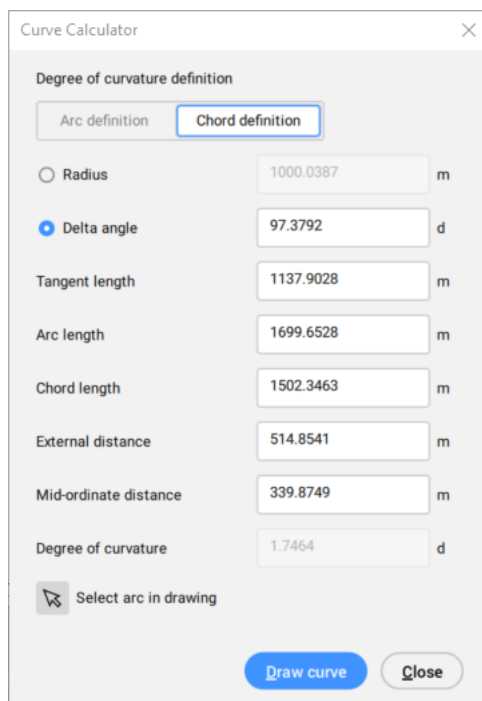 Curve Calculator
Degree of curvature definition
Arc definition Chord definition
Radius 1000.0387 m
Delta angle 97.3792 d
Tangent length 1137.9028 m
Arc length 1699.6528 m
Chord length 1502.3463 m
External distance 514.8541 m
Mid-ordinate distance 339.8749 m
Degree of curvature 1.7464 d
Select arc in drawing
Draw curve Close